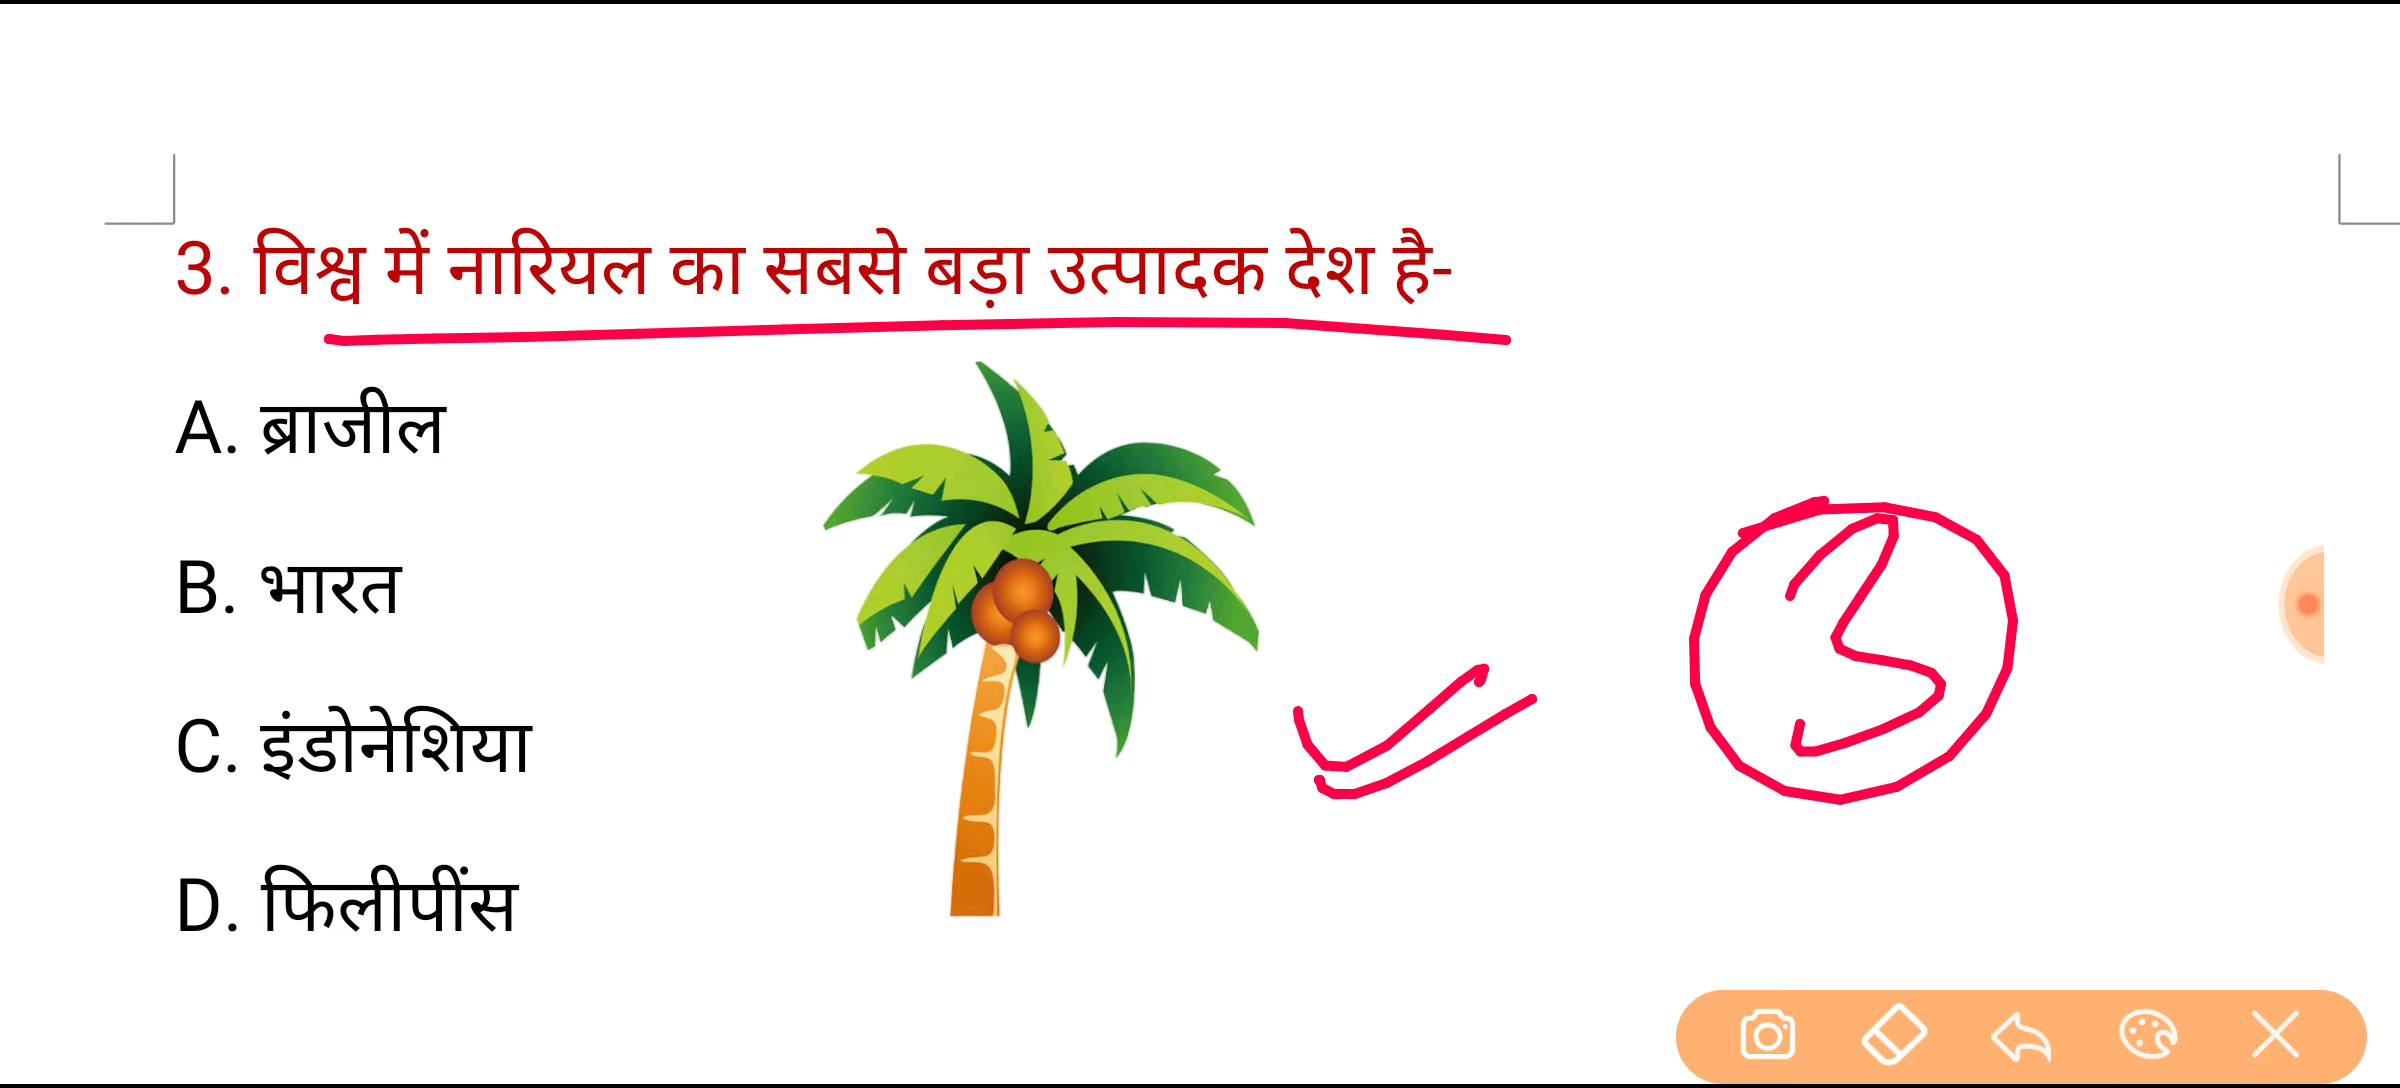 3. विश्व में नारियल का सबसे बड़ा उत्पादक देश है-
A. ब्राजील
B. भारत
C. इंडोनेशिया
D. फिलीपींस
3